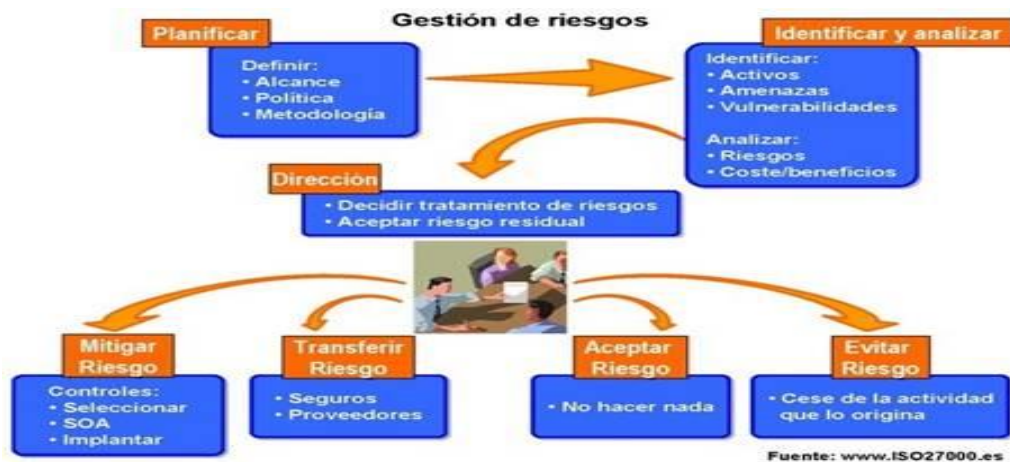 Gestión de riesgos
Planificar
Definir:
• Alcance
• Política
• Metodología
Identificar y analizar
Identificar:
• Activos
• Amenazas
• Vulnerabilidades
Analizar:
• Riesgos
• Coste/beneficios
Dirección
• Decidir tratamiento de riesgos
• Aceptar riesgo residual
Mitigar
Riesgo
Controles:
• Seleccionar
• SOA
• Implantar
Transferir
Riesgo
• Seguros
• Proveedores
Aceptar
Riesgo
• No hacer nada
Evitar
Riesgo
• Cese de la actividad
que lo origina
Fuente: www.ISO27000.es